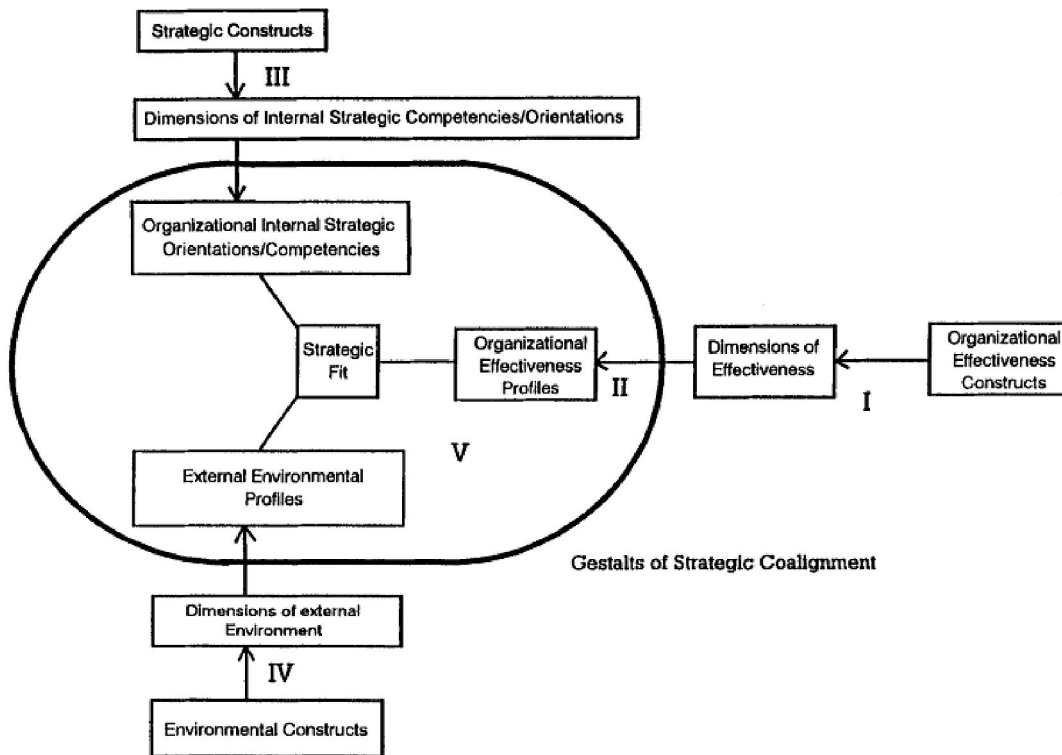 Strategic Constructs
III
Dimensions of Internal Strategic Competencies/Orientations
Organizational Internal Strategic
Orientations/Competencies
Strategic
Fit
Organizational
Effectiveness
Profiles
II
Dimensions of
Effectiveness
I
Organizational
Effectiveness
Constructs
V
External Environmental
Profiles
Gestalts of Strategic Coalignment
Dimensions of external
Environment
IV
Environmental Constructs